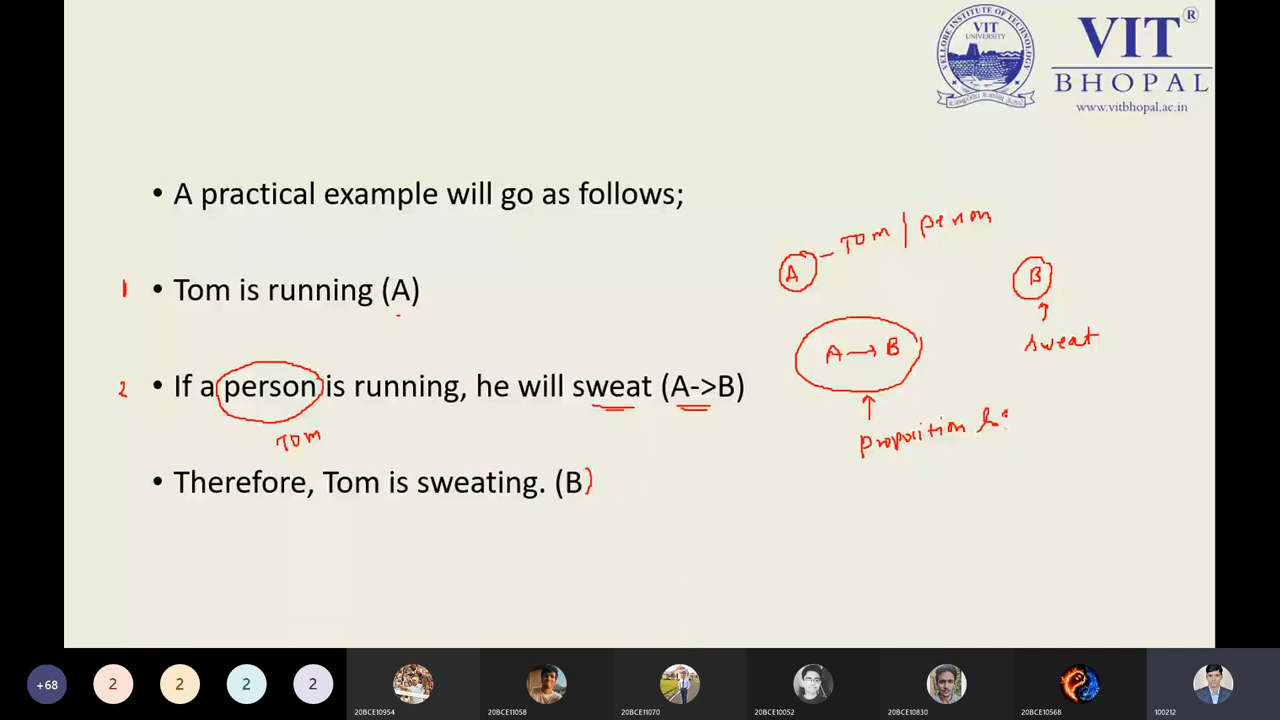 VELLORE INSTITUTE OF TECHNOLOGY
VIT
UNIVERSITY
VIT®
BHOPAL
www.vitbhopal.ac.in
• A practical example will go as follows;
A - Tom / person
B
1 • Tom is running (A)
sweat
A → B
2 • If a person is running, he will sweat (A->B)
Tom
proposition
• Therefore, Tom is sweating. (B)
+68
2
2
2
2
20BCE10954
20BCE11058
20BCE11070
20BCE10052
20BCE10830
20BCE10568
100212